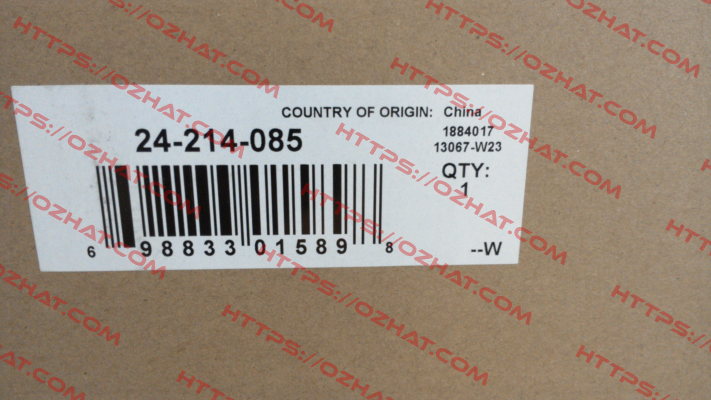 COUNTRY OF ORIGIN: China
24-214-085
1884017
13067-W23
QTY:
1
6 98833 01589 8
--W
HTTPS://OZHAT.COM